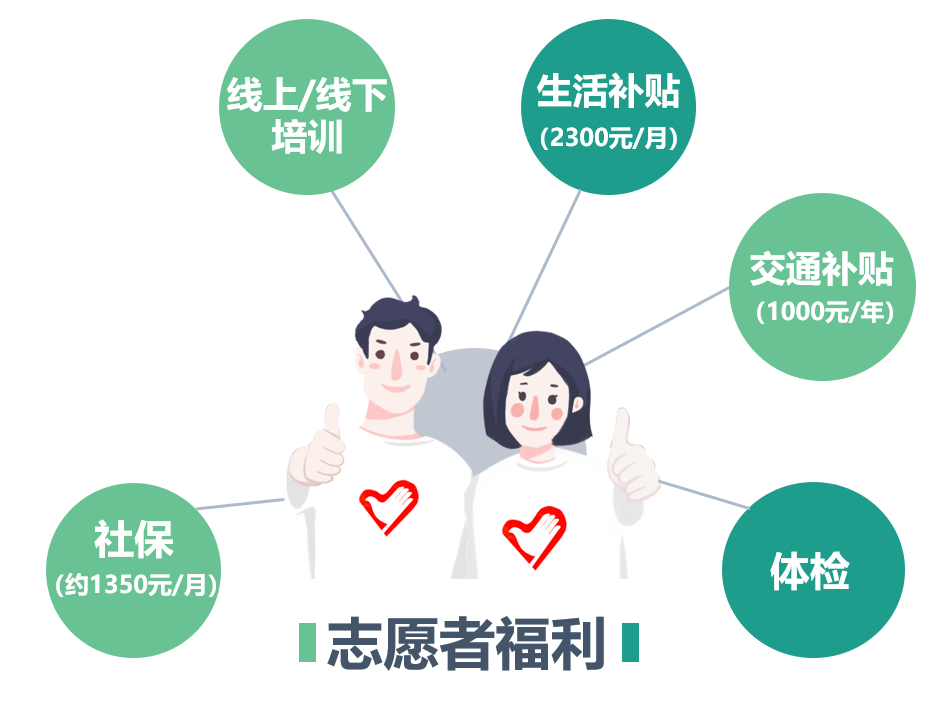 线上/线下
培训
生活补贴
(2300元/月)
交通补贴
(1000元/年)
社保
(约1350元/月)
体检
志愿者福利